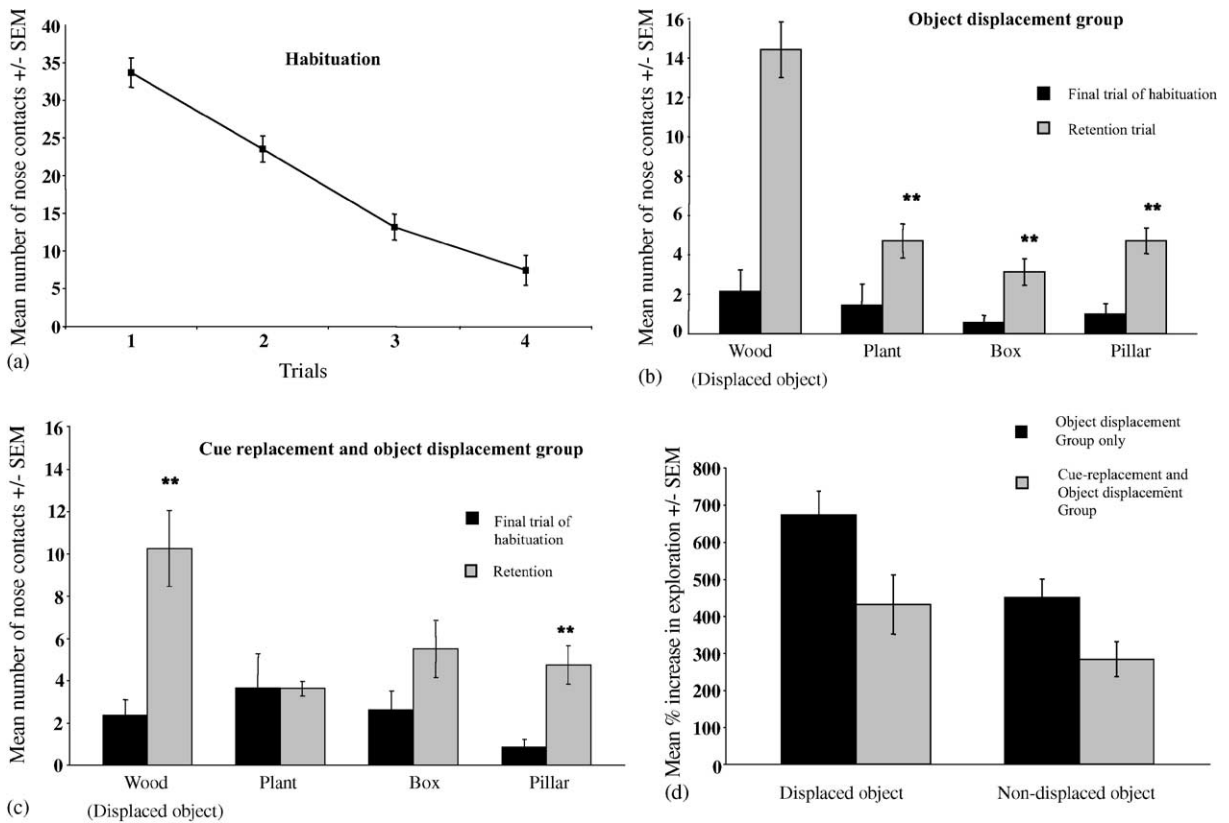 Mean number of nose contacts +/- SEM
40
35
30
25
20
15
10
5
0
Habituation
1 2 3 4
Trials
(a)
Mean number of nose contacts +/- SEM
16
14
12
10
8
6
4
2
0
Object displacement group
Final trial of habituation
Retention trial
**
**
**
Wood Plant Box Pillar
(Displaced object)
(b)
Mean number of nose contacts +/- SEM
16
14
12
10
8
6
4
2
0
Cue replacement and object displacement group
Final trial of
habituation
Retention
**
**
Wood Plant Box Pillar
(Displaced object)
(c)
Mean % increase in exploration +/- SEM
800
700
600
500
400
300
200
100
0
Object displacement
Group only
Cue-replacement and
Object displacement
Group
Displaced object Non-displaced object
(d)